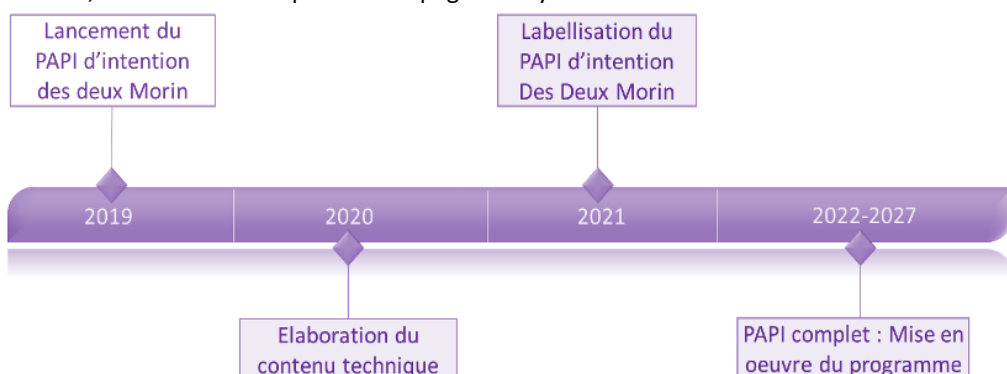 Lancement du
PAPI d'intention
des deux Morin
Labellisation du
PAPI d'intention
Des Deux Morin
2019
2020
2021
2022-2027
Elaboration du
contenu technique
PAPI complet : Mise en
oeuvre du programme